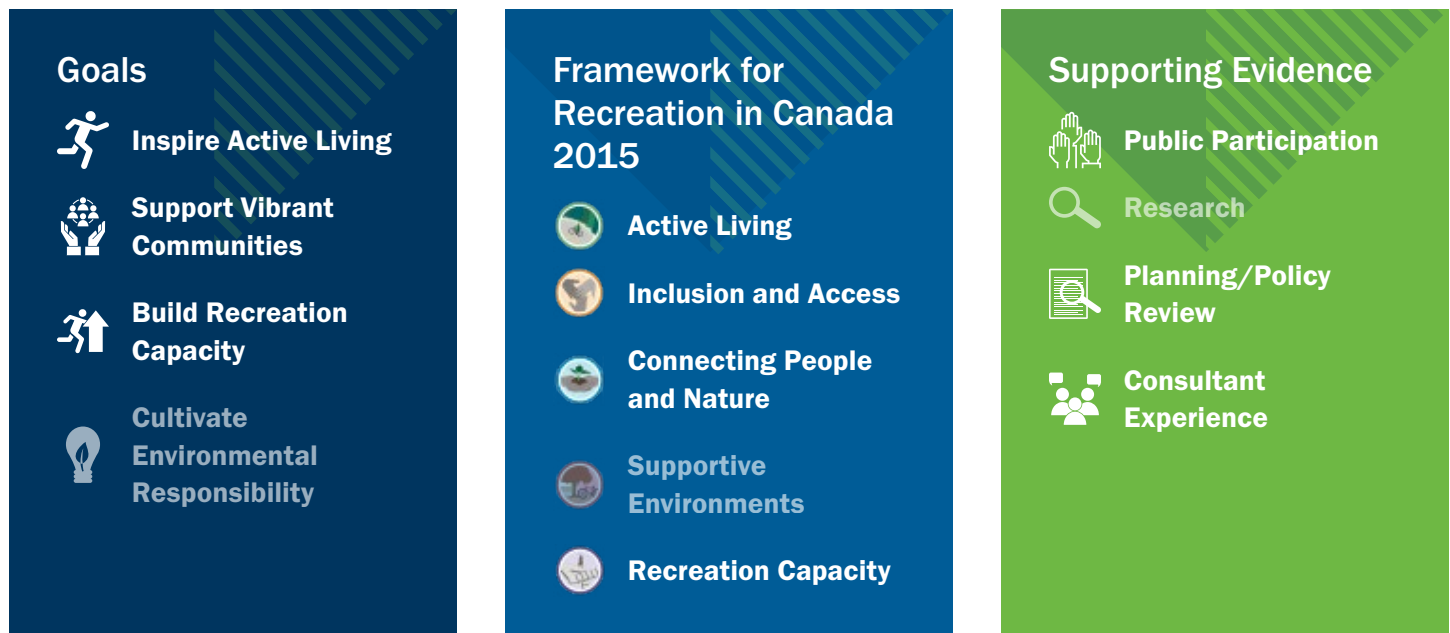 Goals
Inspire Active Living
Support Vibrant
Communities
Build Recreation
Capacity
Cultivate
Environmental
Responsibility
Framework for
Recreation in Canada
2015
Active Living
Inclusion and Access
Connecting People
and Nature
Supportive
Environments
Recreation Capacity
Supporting Evidence
Public Participation
Research
Planning/Policy
Review
Consultant
Experience